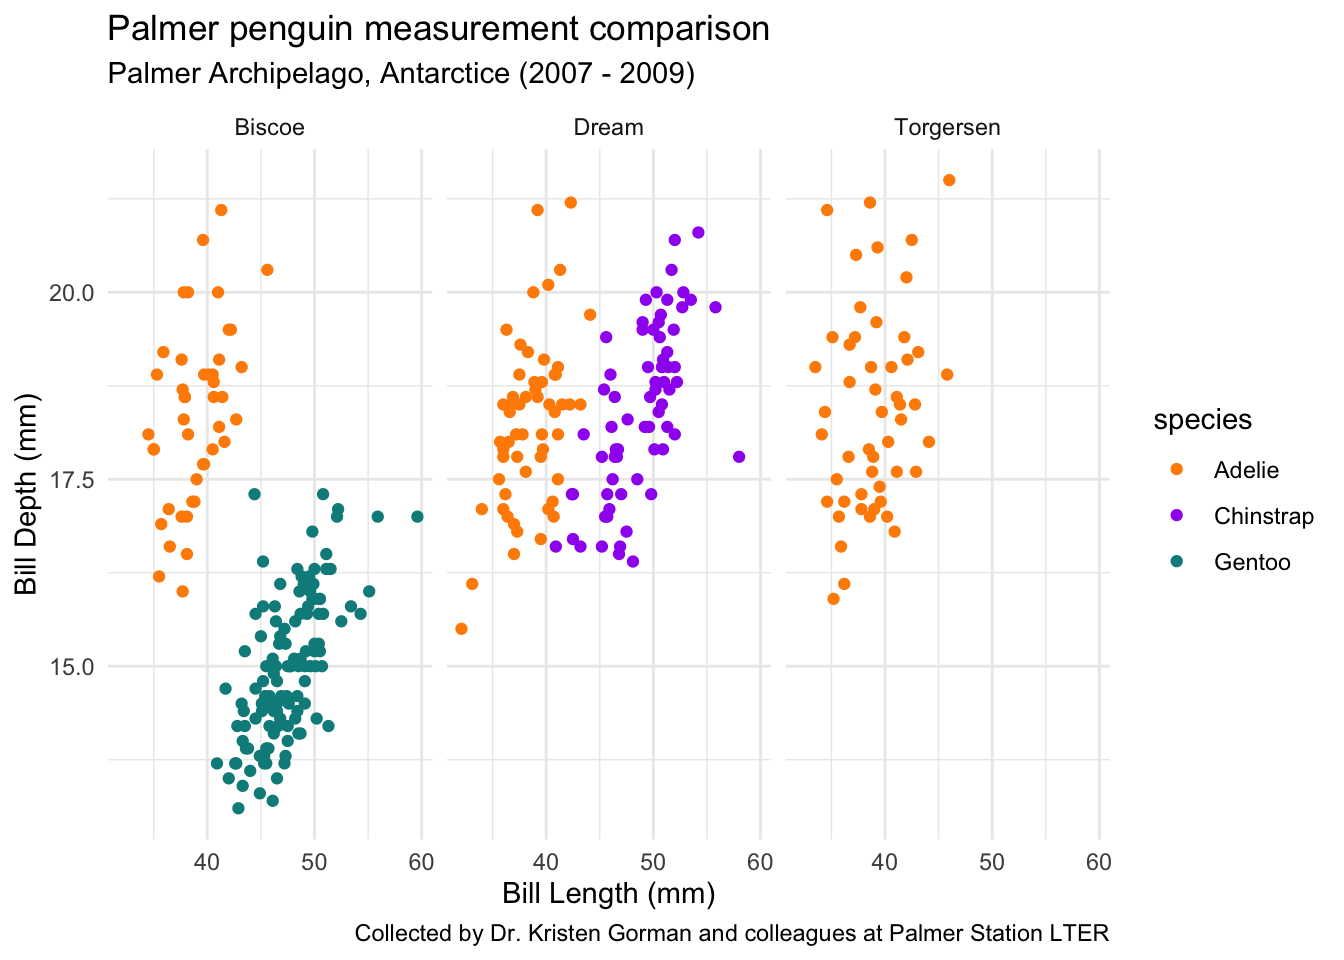 Palmer penguin measurement comparison
Palmer Archipelago, Antarctice (2007 - 2009)
Biscoe Dream Torgersen
20.0
17.5
15.0
Bill Depth (mm)
40 50 60 40 50 60 40 50 60
Bill Length (mm)
species
Adelie
Chinstrap
Gentoo
Collected by Dr. Kristen Gorman and colleagues at Palmer Station LTER